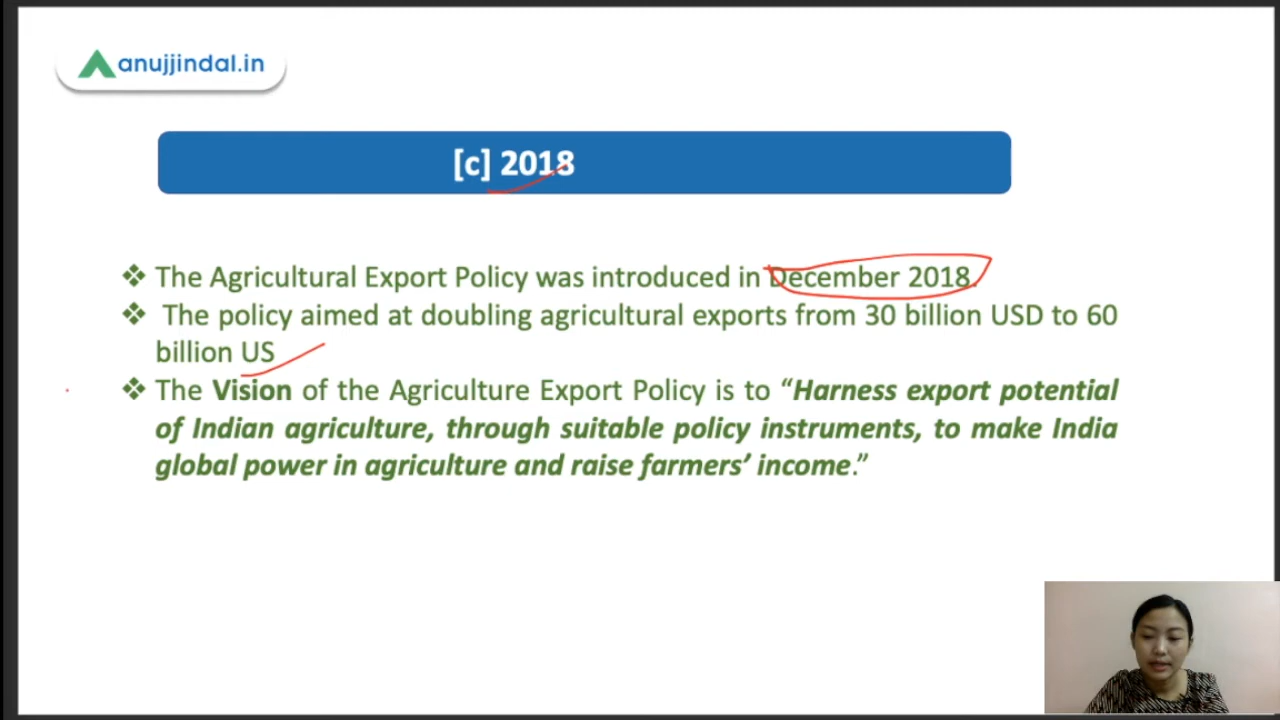 anujjindal.in
[c] 2018
❖ The Agricultural Export Policy was introduced in December 2018.
❖ The policy aimed at doubling agricultural exports from 30 billion USD to 60
billion US
❖ The Vision of the Agriculture Export Policy is to “Harness export potential
of Indian agriculture, through suitable policy instruments, to make India
global power in agriculture and raise farmers’ income.”